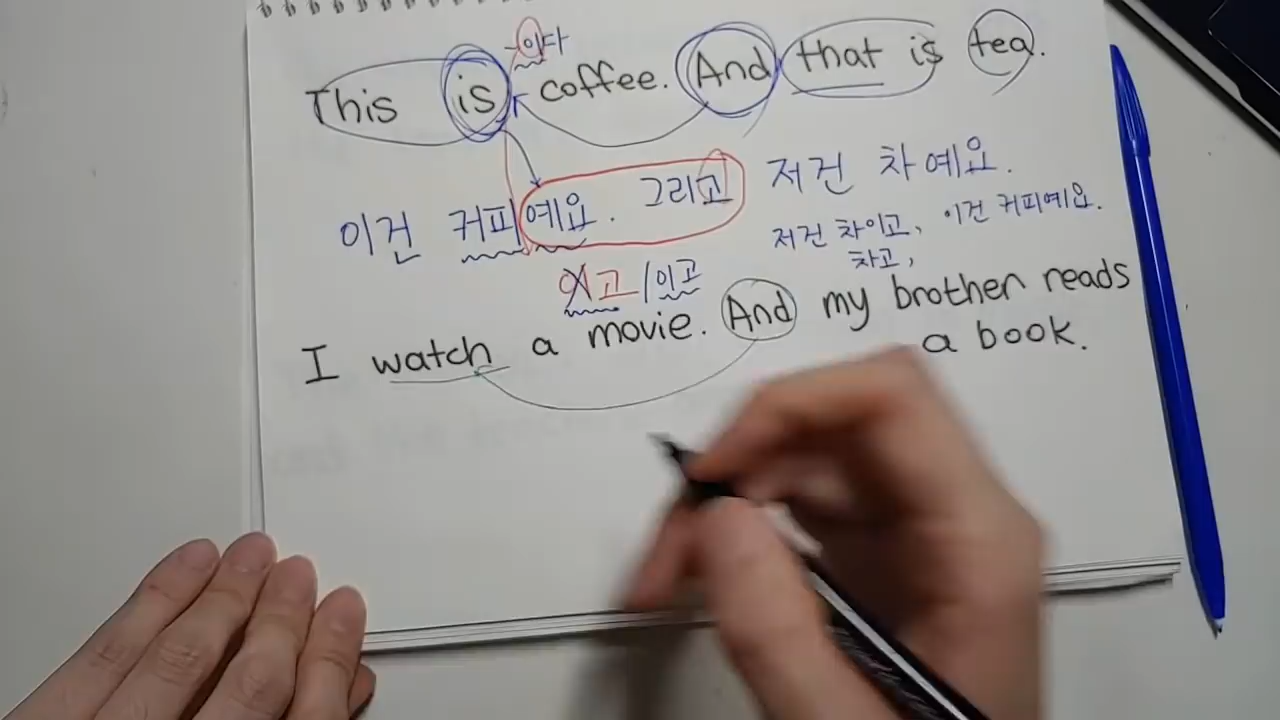 -이다
This is coffee. And that is tea.
이건 커피예요. 그리고 저건 차예요.
저건 차이고, 이건 커피예요.
차고,
이고/이고
I watch a movie. And my brother reads
a book.